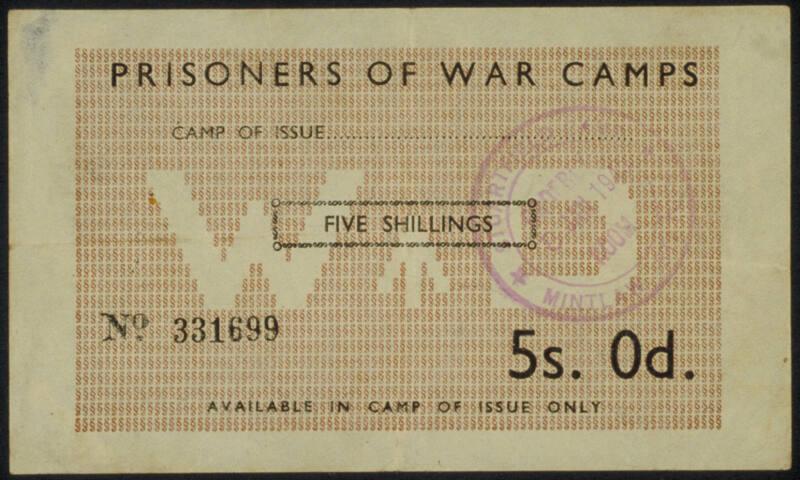 PRISONERS OF WAR CAMPS
CAMP OF ISSUE
W D
FIVE SHILLINGS
MINTLAW
Nº 331699
5s. 0d.
AVAILABLE IN CAMP OF ISSUE ONLY